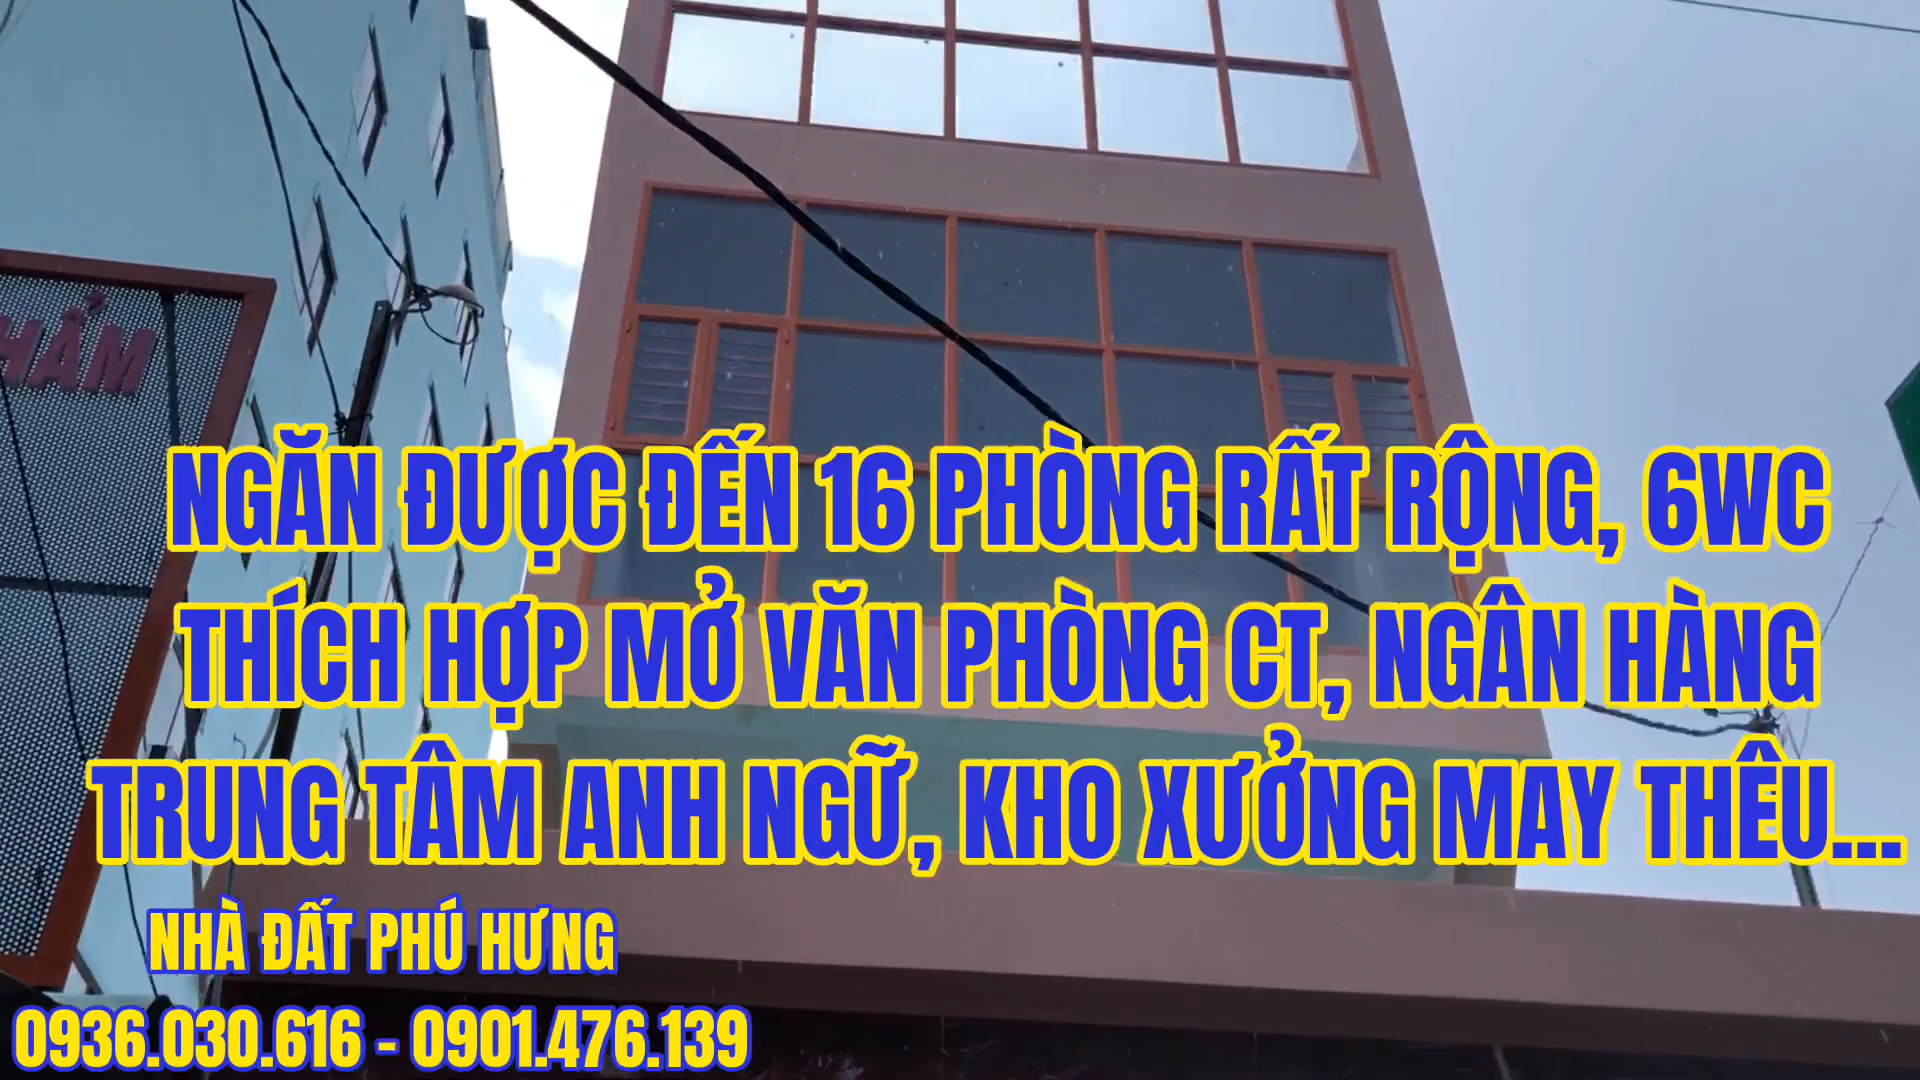 HẨM
NGĂN ĐƯỢC ĐẾN 16 PHÒNG RẤT RỘNG, 6WC
THÍCH HỢP MỞ VĂN PHÒNG CT, NGÂN HÀNG
TRUNG TÂM ANH NGỮ, KHO XƯỞNG MAY THÊU...
NHÀ ĐẤT PHÚ HƯNG
0936.030.616 - 0901.476.139